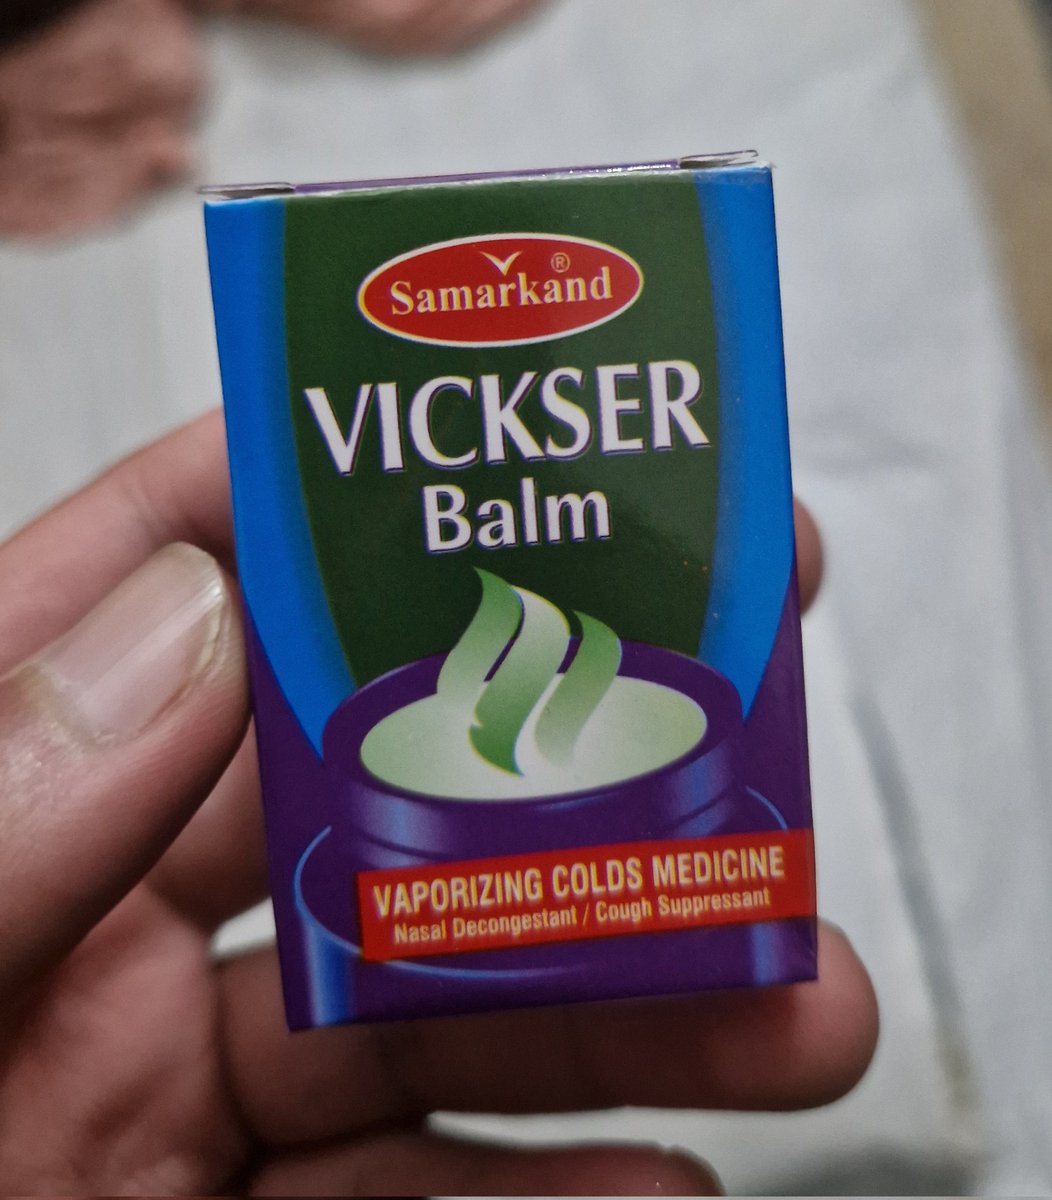 Samarkand ®
VICKSER
Balm
VAPORIZING COLDS MEDICINE
Nasal Decongestant / Cough Suppressant